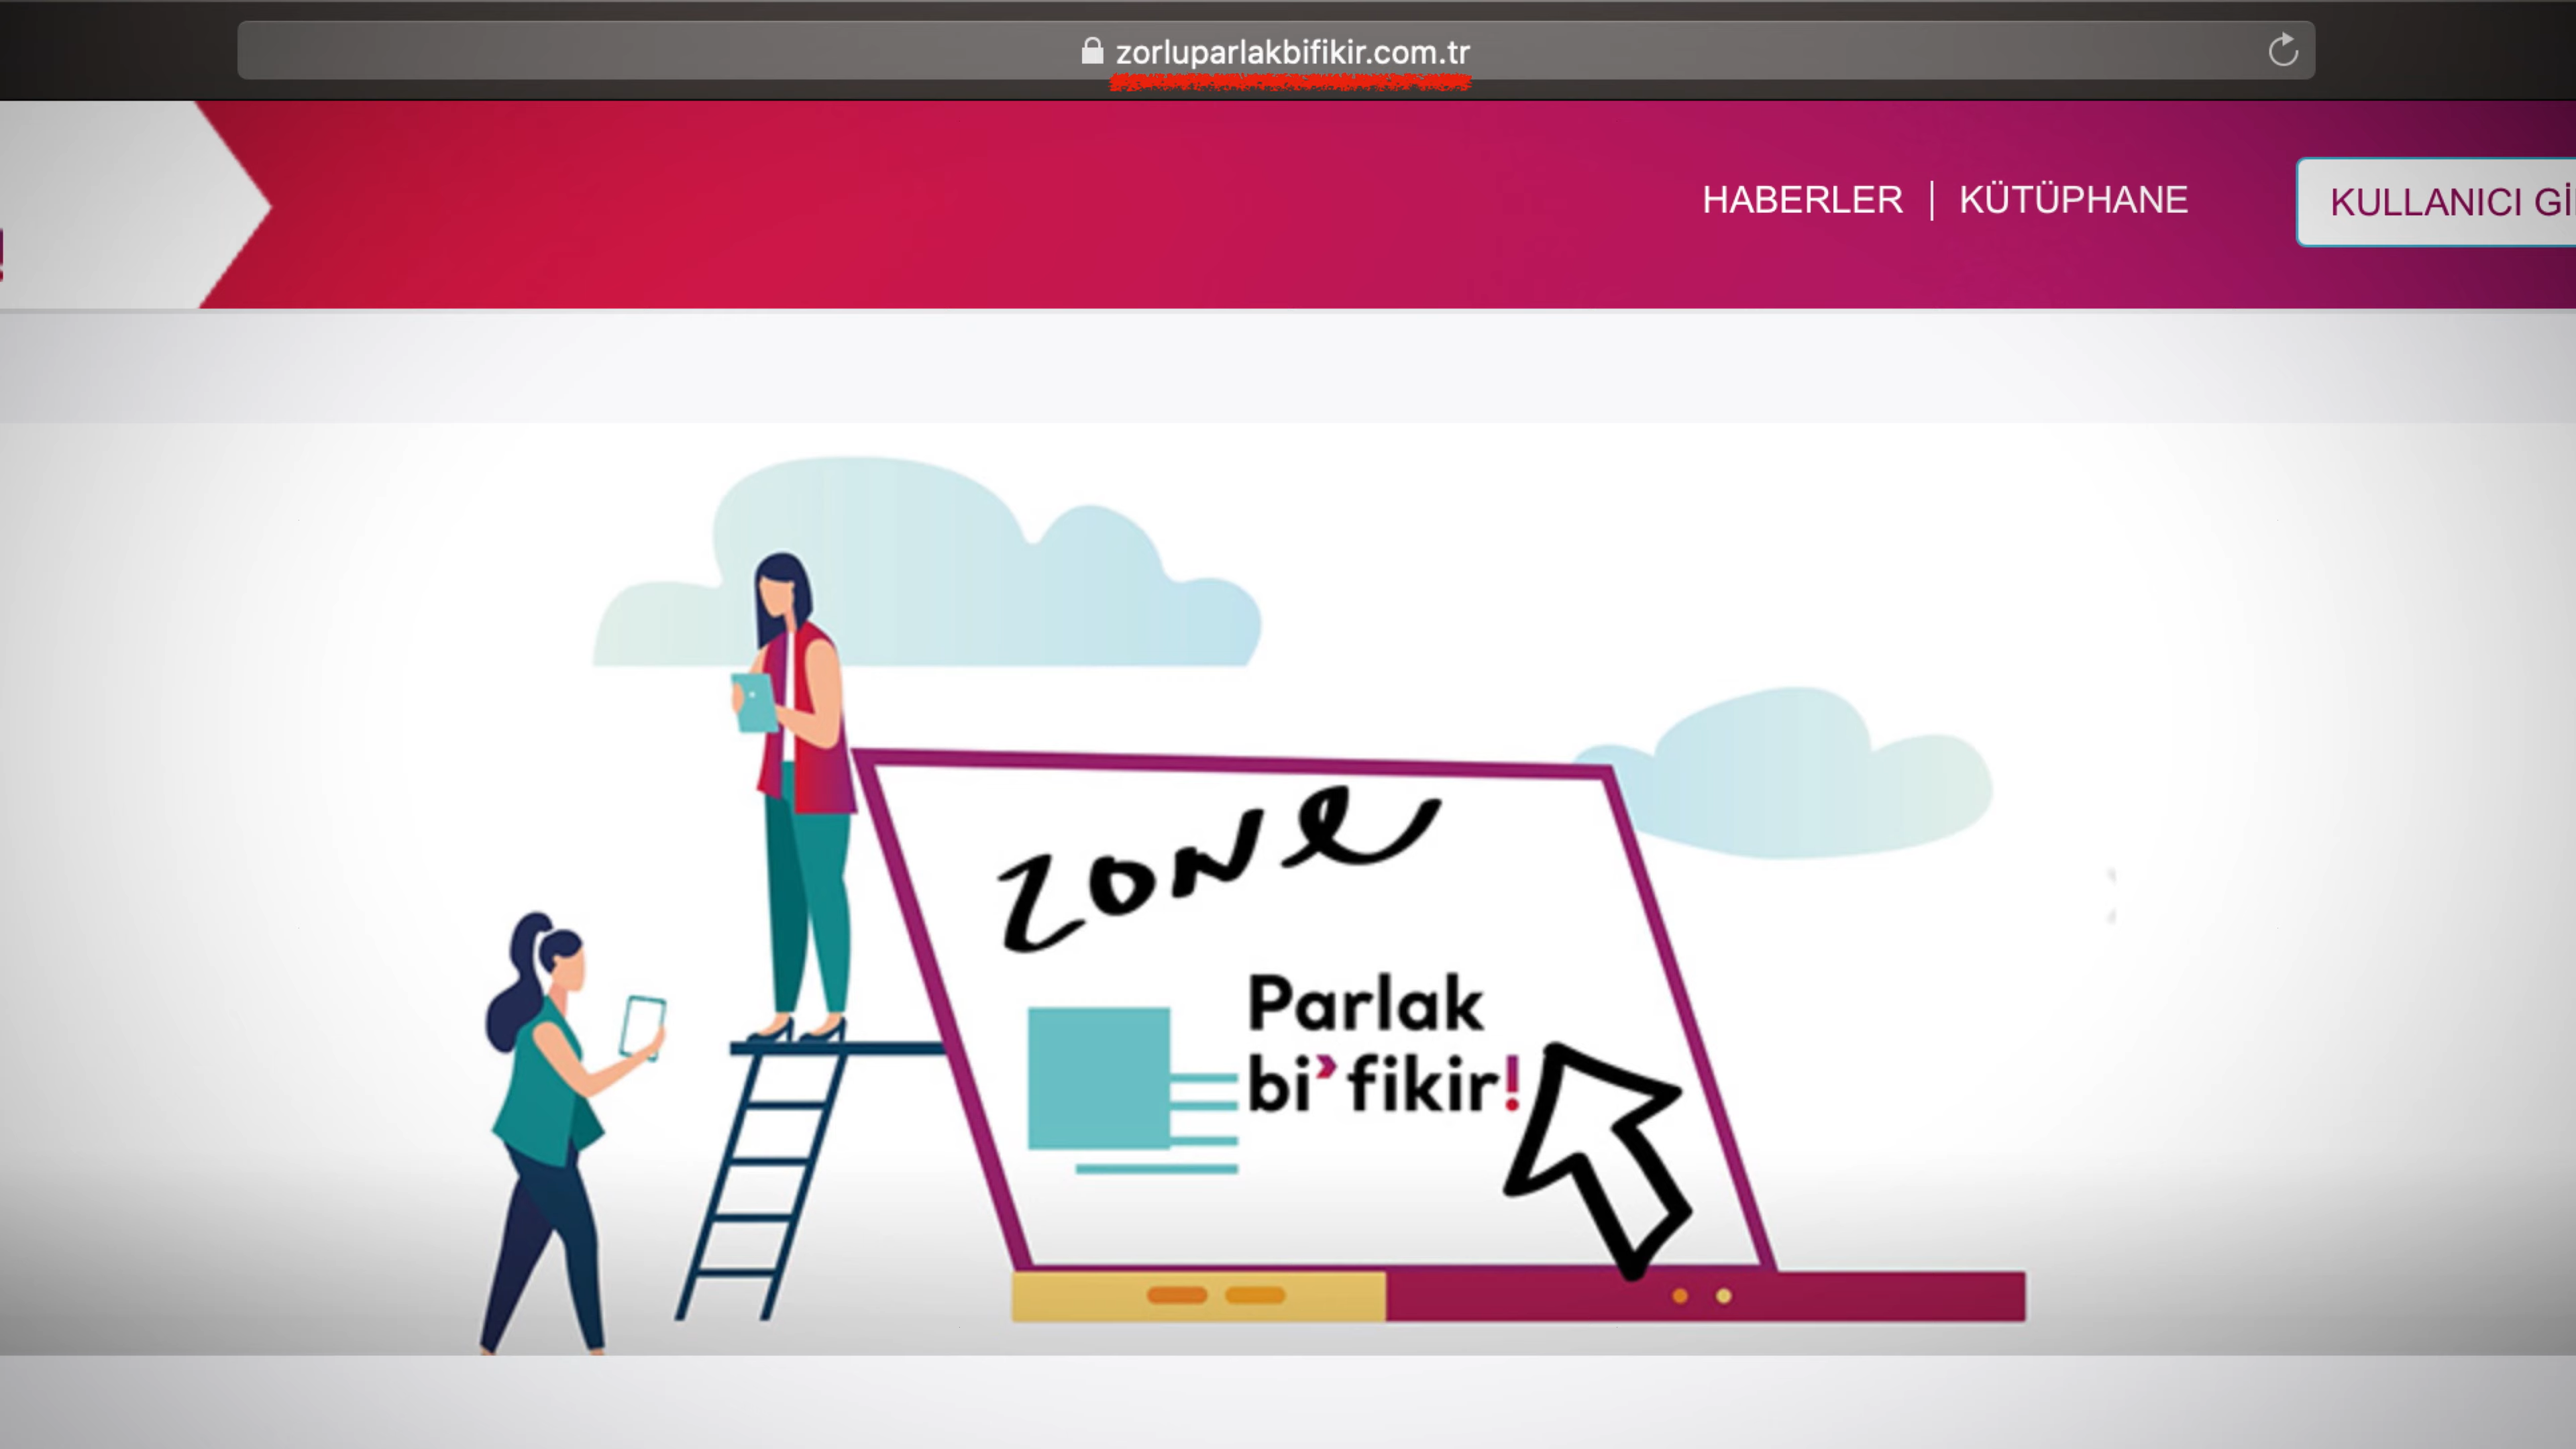 zorluparlakbifikir.com.tr
HABERLER | KÜTÜPHANE
KULLANICI Gİ
zone
Parlak
bi’fikir!